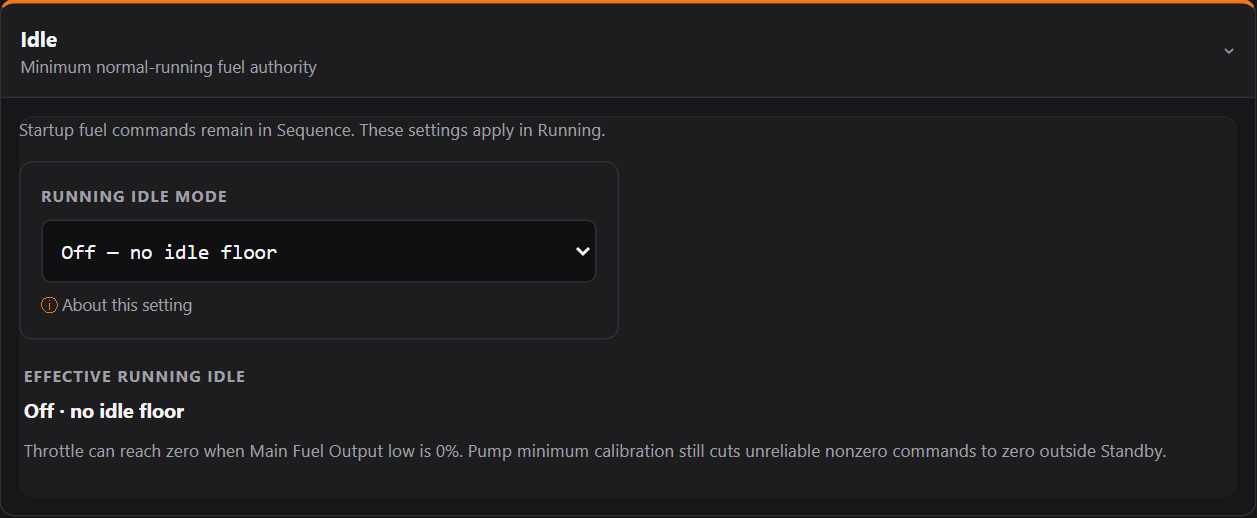 Idle
Minimum normal-running fuel authority
Startup fuel commands remain in Sequence. These settings apply in Running.
RUNNING IDLE MODE
Off — no idle floor
ⓘ About this setting
EFFECTIVE RUNNING IDLE
Off · no idle floor
Throttle can reach zero when Main Fuel Output low is 0%. Pump minimum calibration still cuts unreliable nonzero commands to zero outside Standby.